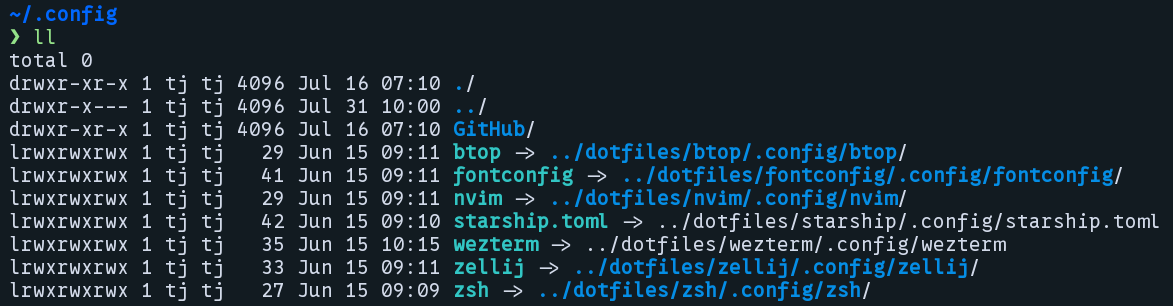 ~/.config
❯ ll
total 0
drwxr-xr-x 1 tj tj 4096 Jul 16 07:10 ./
drwxr-x--- 1 tj tj 4096 Jul 31 10:00 ../
drwxr-xr-x 1 tj tj 4096 Jul 16 07:10 GitHub/
lrwxrwxrwx 1 tj tj   29 Jun 15 09:11 btop -> ../dotfiles/btop/.config/btop/
lrwxrwxrwx 1 tj tj   41 Jun 15 09:11 fontconfig -> ../dotfiles/fontconfig/.config/fontconfig/
lrwxrwxrwx 1 tj tj   29 Jun 15 09:11 nvim -> ../dotfiles/nvim/.config/nvim/
lrwxrwxrwx 1 tj tj   42 Jun 15 09:10 starship.toml -> ../dotfiles/starship/.config/starship.toml
lrwxrwxrwx 1 tj tj   35 Jun 15 10:15 wezterm -> ../dotfiles/wezterm/.config/wezterm
lrwxrwxrwx 1 tj tj   33 Jun 15 09:11 zellij -> ../dotfiles/zellij/.config/zellij/
lrwxrwxrwx 1 tj tj   27 Jun 15 09:09 zsh -> ../dotfiles/zsh/.config/zsh/